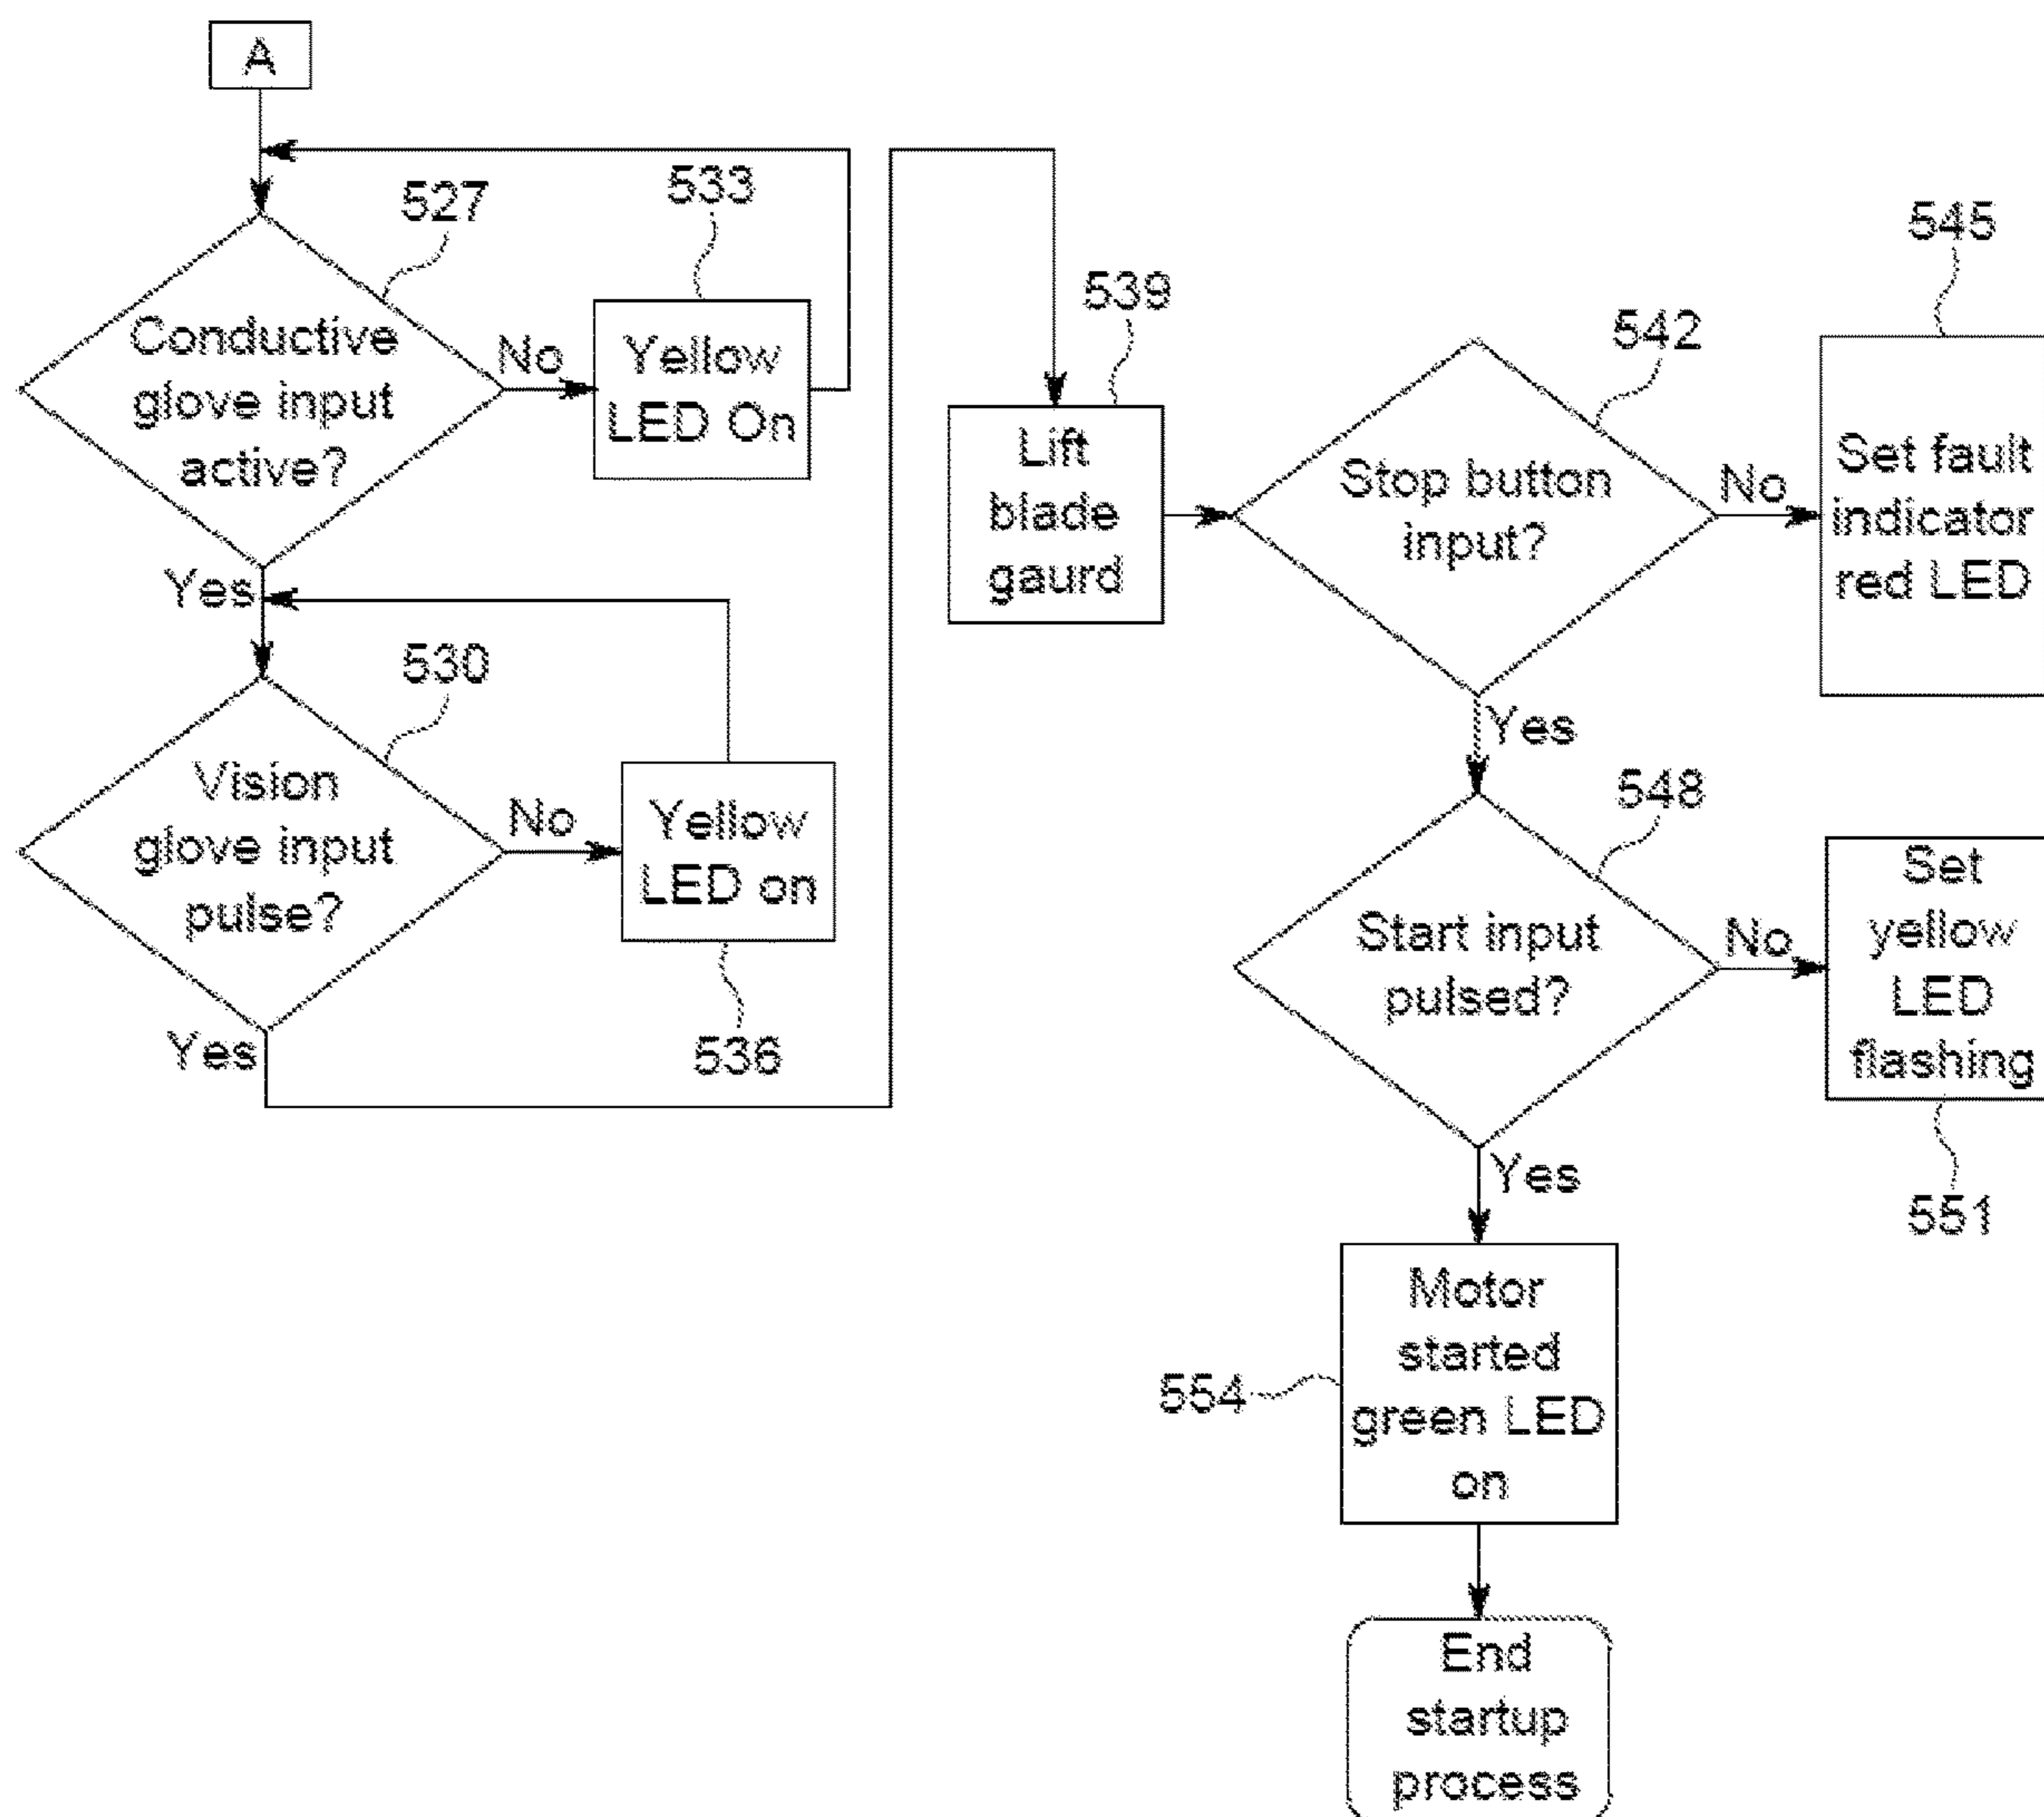 A
527
Conductive
glove input
active?
No
533
Yellow
LED On
Yes
530
Vision
glove input
pulse?
No
Yellow
LED on
536
Yes
539
Lift
blade
gaurd
542
Stop button
input?
No
545
Set fault
indicator
red LED
Yes
548
Start input
pulsed?
No
Set
yellow
LED
flashing
551
Yes
554
Motor
started
green LED
on
End
startup
process